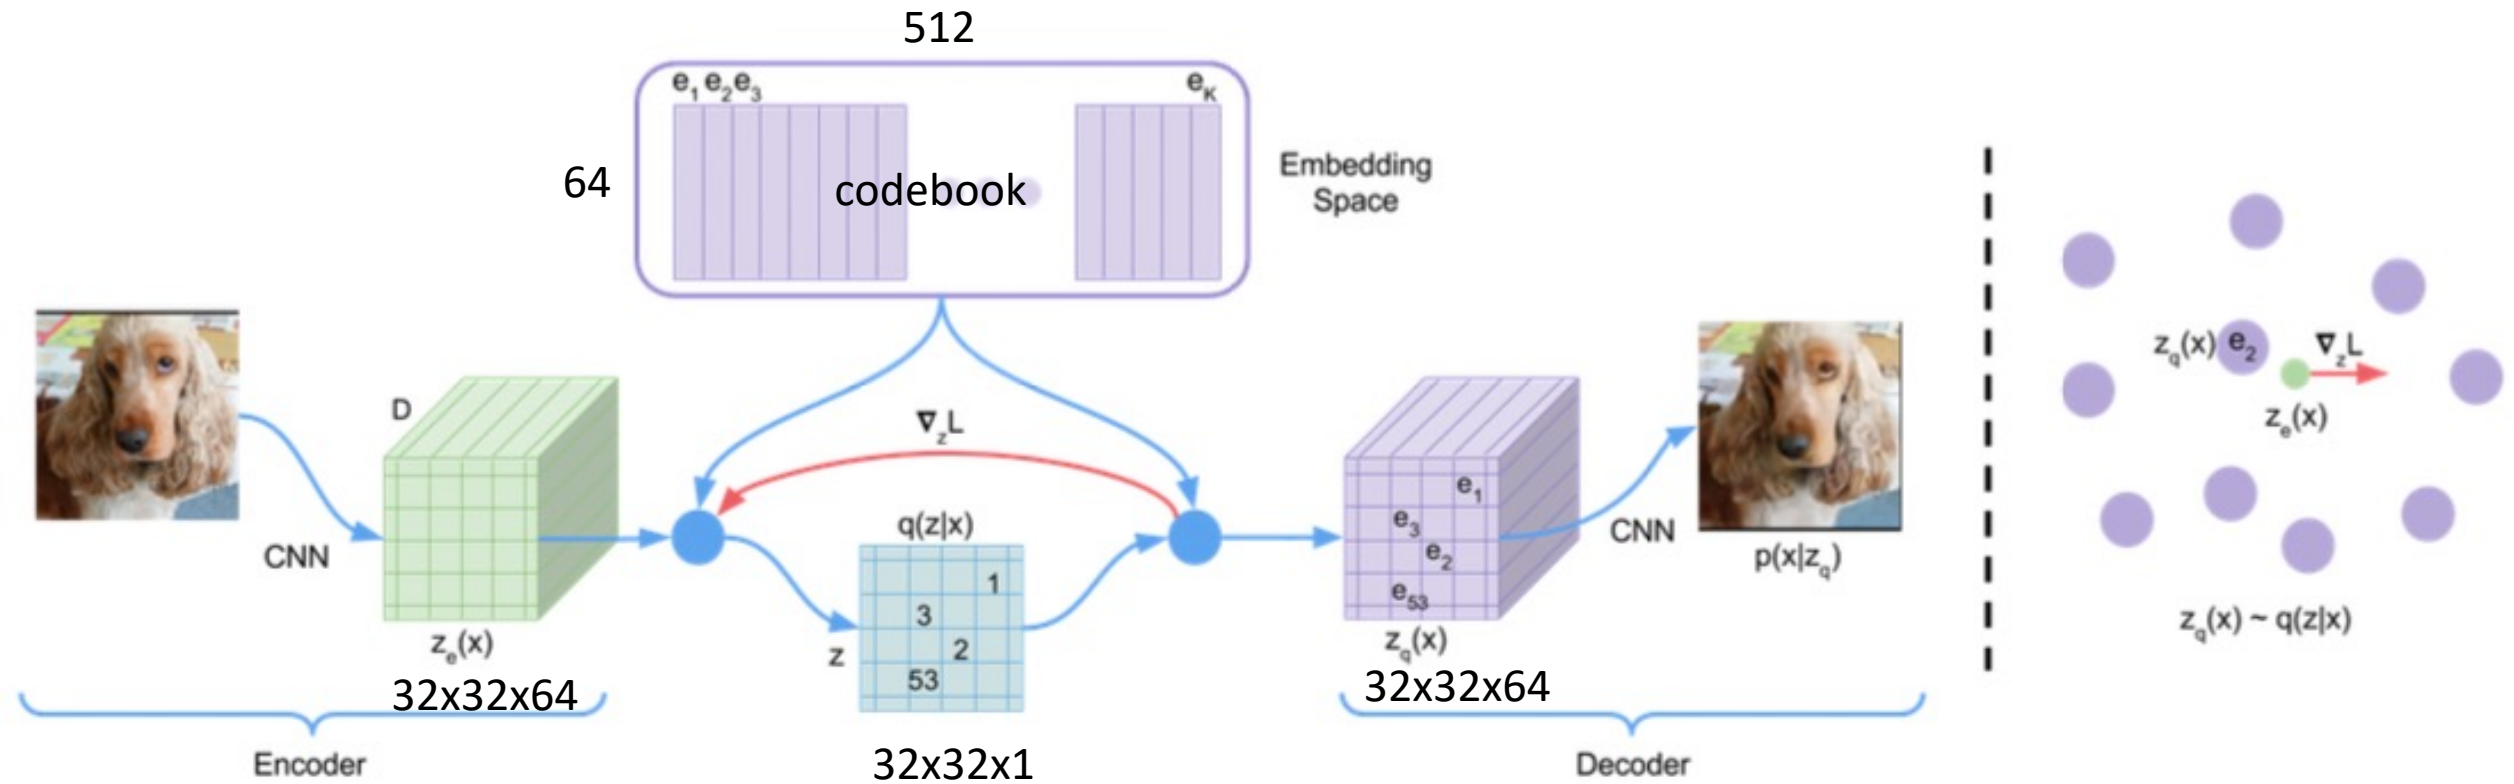 512
e1 e2 e3 eK
64
codebook
Embedding
Space
D
CNN
ze(x)
32x32x64
Encoder
∇zL
q(z|x)
1
3
2
53
z
32x32x1
e1
e3
e2
e53
zq(x)
32x32x64
Decoder
CNN
p(x|zq)
zq(x) e2 ∇zL
ze(x)
zq(x) ~ q(z|x)